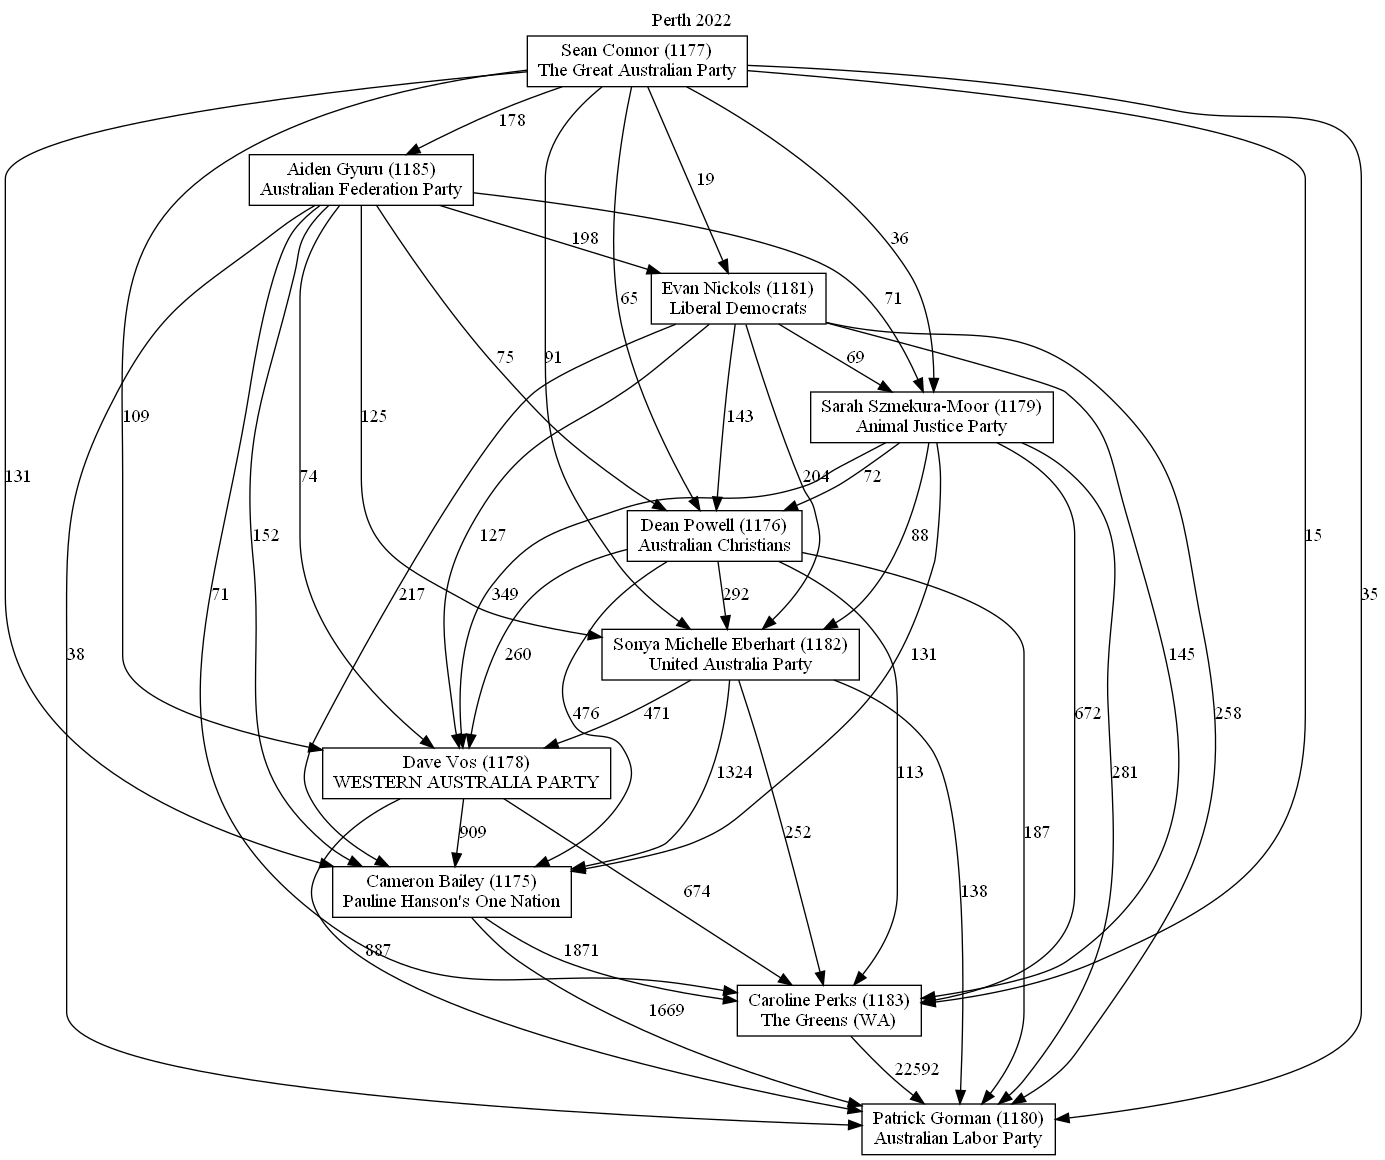 Perth 2022
Sean Connor (1177)
The Great Australian Party
178
Aiden Gyuru (1185)
Australian Federation Party
19
36
198
65
71
Evan Nickols (1181)
Liberal Democrats
75
91
69
109
125
143
Sarah Szmekura-Moor (1179)
Animal Justice Party
131
74
204
72
152
127
88
15
Dean Powell (1176)
Australian Christians
71
217
349
292
35
38
260
131
145
Sonya Michelle Eberhart (1182)
United Australia Party
476
471
672
258
Dave Vos (1178)
WESTERN AUSTRALIA PARTY
1324
113
281
909
252
187
Cameron Bailey (1175)
Pauline Hanson's One Nation
674
138
887
1871
1669
Caroline Perks (1183)
The Greens (WA)
22592
Patrick Gorman (1180)
Australian Labor Party